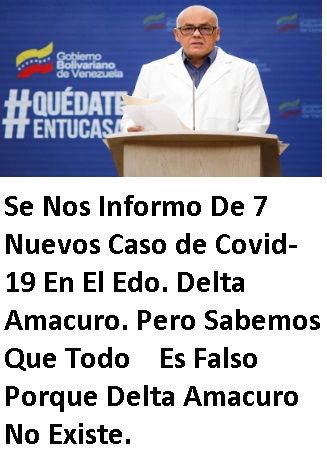 Gobierno
Bolivariano
de Venezuela
#QUÉDATE
ENTUCASA
Se Nos Informo De 7
Nuevos Caso de Covid-
19 En El Edo. Delta
Amacuro. Pero Sabemos
Que Todo Es Falso
Porque Delta Amacuro
No Existe.